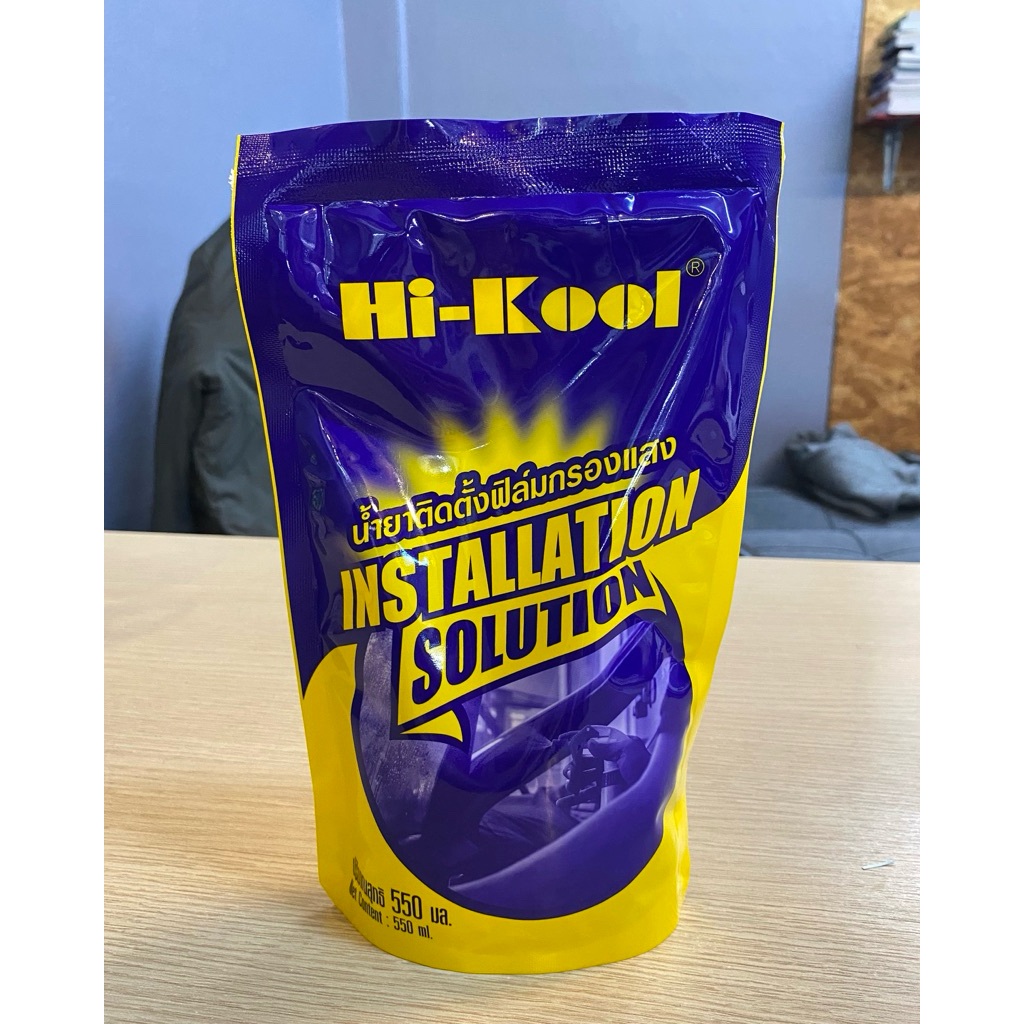 Hi-Kool®
น้ำยาติดตั้งฟิล์มกรองแสง
INSTALLATION
SOLUTION
ปริมาณสุทธิ 550 มล.
Net Content : 550 ml.